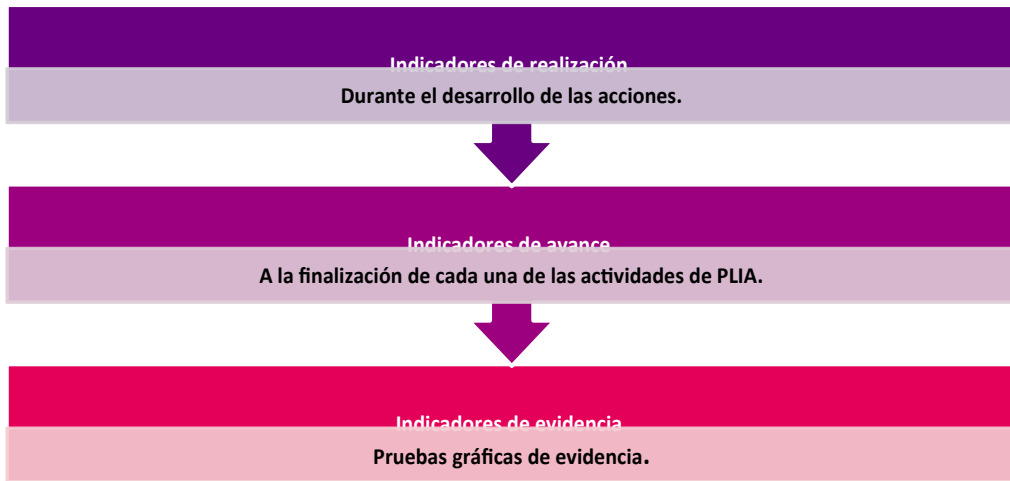 Indicadores de realización
Durante el desarrollo de las acciones.
Indicadores de avance
A la finalización de cada una de las actividades de PLIA.
Indicadores de evidencia
Pruebas gráficas de evidencia.